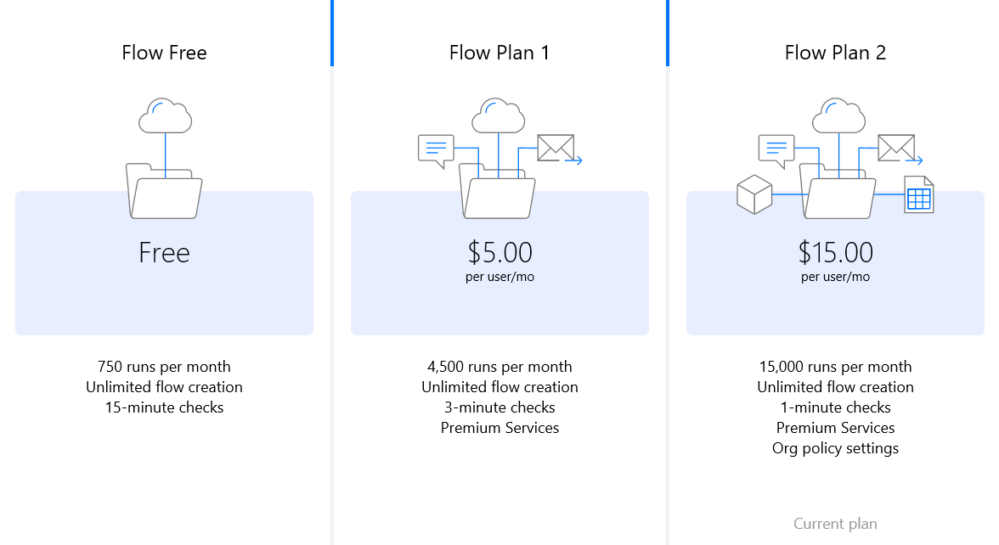 Flow Free
Free
750 runs per month
Unlimited flow creation
15-minute checks
Flow Plan 1
$5.00
per user/mo
4,500 runs per month
Unlimited flow creation
3-minute checks
Premium Services
Flow Plan 2
$15.00
per user/mo
15,000 runs per month
Unlimited flow creation
1-minute checks
Premium Services
Org policy settings
Current plan